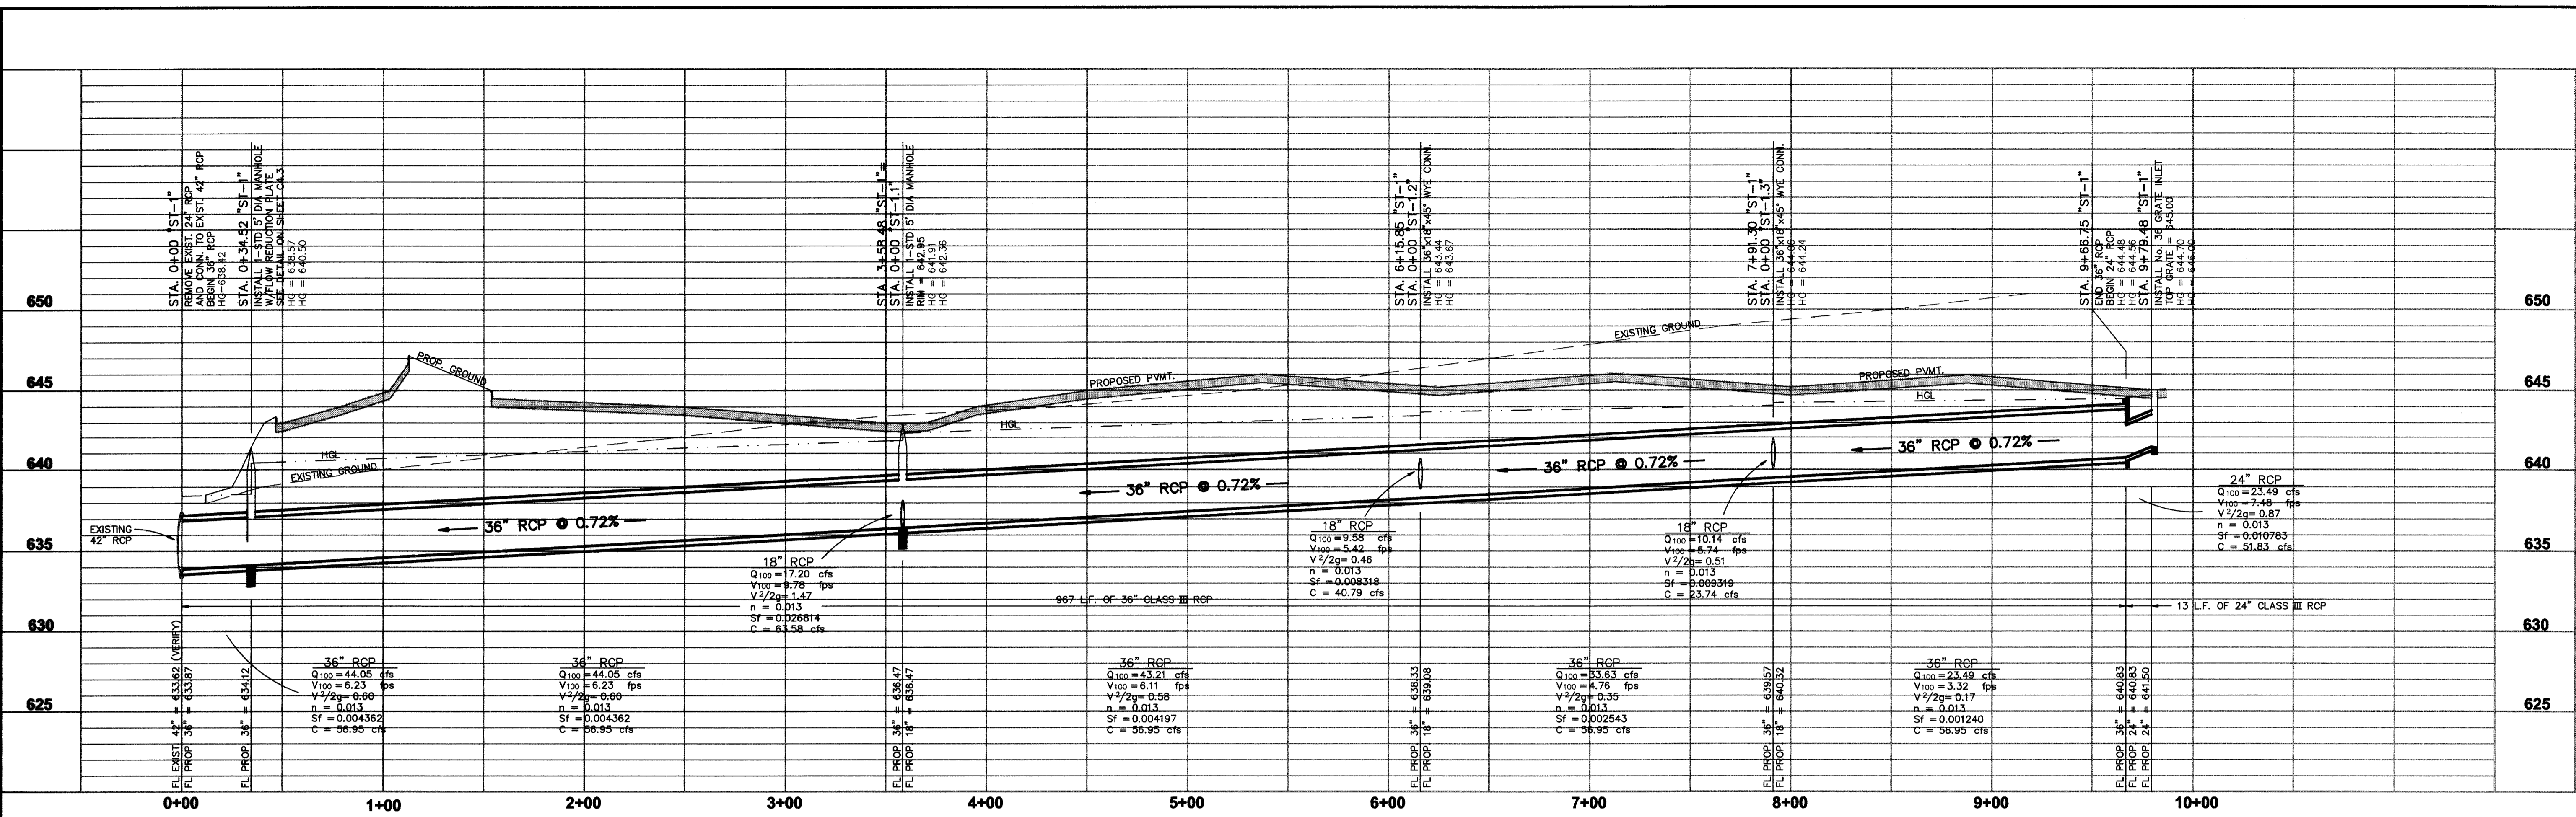 STA. 0+00 "ST-1"
REMOVE EXIST. 24" RCP
AND CONN. TO EXIST. 42" RCP
BEGIN 36" RCP
HG=638.42
STA. 0+34.52 "ST-1"
INSTALL 1-STD 5' DIA MANHOLE
W/FLOW REDUCTION PLATE
SEE DETAIL ON SHEET C4.3
HG = 638.57
HG = 640.50
STA. 3+58.48 "ST-1"=
STA. 0+00 "ST-1.1"
INSTALL 1-STD 5' DIA MANHOLE
RIM = 642.95
HG = 641.91
HG = 642.36
STA. 6+15.85 "ST-1"
STA. 0+00 "ST-1.2"
INSTALL 36"x18"x45° WYE CONN.
HG = 643.44
HG = 643.67
STA. 7+91.30 "ST-1"
STA. 0+00 "ST-1.3"
INSTALL 36"x18"x45° WYE CONN.
HG = 644.06
HG = 644.24
STA. 9+66.75 "ST-1"
END 36" RCP
BEGIN 24" RCP
HG = 644.48
HG = 644.56
STA. 9+79.48 "ST-1"
INSTALL No. 36 GRATE INLET
TOP GRATE = 645.00
HG = 644.70
HG = 646.00
650
650
645
645
640
640
635
635
630
630
625
625
PROP. GROUND
EXISTING GROUND
PROPOSED PVMT.
PROPOSED PVMT.
HGL
HGL
HGL
EXISTING GROUND
EXISTING
42" RCP
36" RCP @ 0.72%
36" RCP @ 0.72%
36" RCP @ 0.72%
36" RCP @ 0.72%
18" RCP
Q100 = 17.20 cfs
V100 = 9.78 fps
V²/2g= 1.47
n = 0.013
Sf = 0.026814
C = 63.58 cfs
18" RCP
Q100 = 9.58 cfs
V100 = 5.42 fps
V²/2g= 0.46
n = 0.013
Sf = 0.008318
C = 40.79 cfs
18" RCP
Q100 = 10.14 cfs
V100 = 5.74 fps
V²/2g= 0.51
n = 0.013
Sf = 0.009319
C = 23.74 cfs
24" RCP
Q100 = 23.49 cfs
V100 = 7.48 fps
V²/2g= 0.87
n = 0.013
Sf = 0.010783
C = 51.83 cfs
967 L.F. OF 36" CLASS III RCP
13 L.F. OF 24" CLASS III RCP
36" RCP
Q100 = 44.05 cfs
V100 = 6.23 fps
V²/2g= 0.60
n = 0.013
Sf = 0.004362
C = 56.95 cfs
36" RCP
Q100 = 44.05 cfs
V100 = 6.23 fps
V²/2g= 0.60
n = 0.013
Sf = 0.004362
C = 56.95 cfs
36" RCP
Q100 = 43.21 cfs
V100 = 6.11 fps
V²/2g= 0.58
n = 0.013
Sf = 0.004197
C = 56.95 cfs
36" RCP
Q100 = 33.63 cfs
V100 = 4.76 fps
V²/2g= 0.35
n = 0.013
Sf = 0.002543
C = 56.95 cfs
36" RCP
Q100 = 23.49 cfs
V100 = 3.32 fps
V²/2g= 0.17
n = 0.013
Sf = 0.001240
C = 56.95 cfs
FL EXIST. 42" = 633.62 (VERIFY)
FL PROP. 36" = 633.87
FL PROP. 36" = 634.12
FL PROP. 36" = 636.47
FL PROP. 18" = 636.47
FL PROP. 36" = 638.33
FL PROP. 18" = 639.08
FL PROP. 36" = 639.57
FL PROP. 18" = 640.32
FL PROP. 36" = 640.83
FL PROP. 24" = 640.83
FL PROP. 24" = 641.50
0+00
1+00
2+00
3+00
4+00
5+00
6+00
7+00
8+00
9+00
10+00